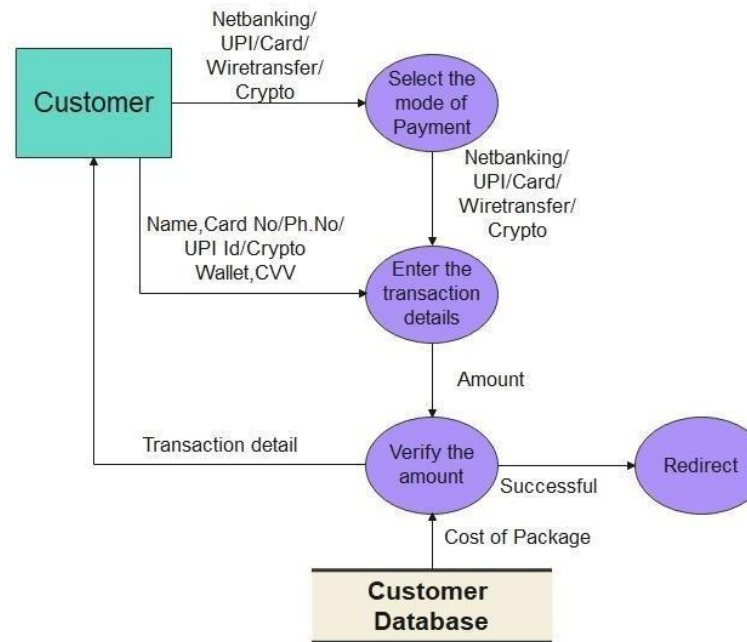 Netbanking/
UPI/Card/
Wiretransfer/
Crypto
Customer
Select the
mode of
Payment
Netbanking/
UPI/Card/
Wiretransfer/
Crypto
Name,Card No/Ph.No/
UPI Id/Crypto
Wallet,CVV
Enter the
transaction
details
Amount
Transaction detail
Verify the
amount
Successful
Redirect
Cost of Package
Customer
Database